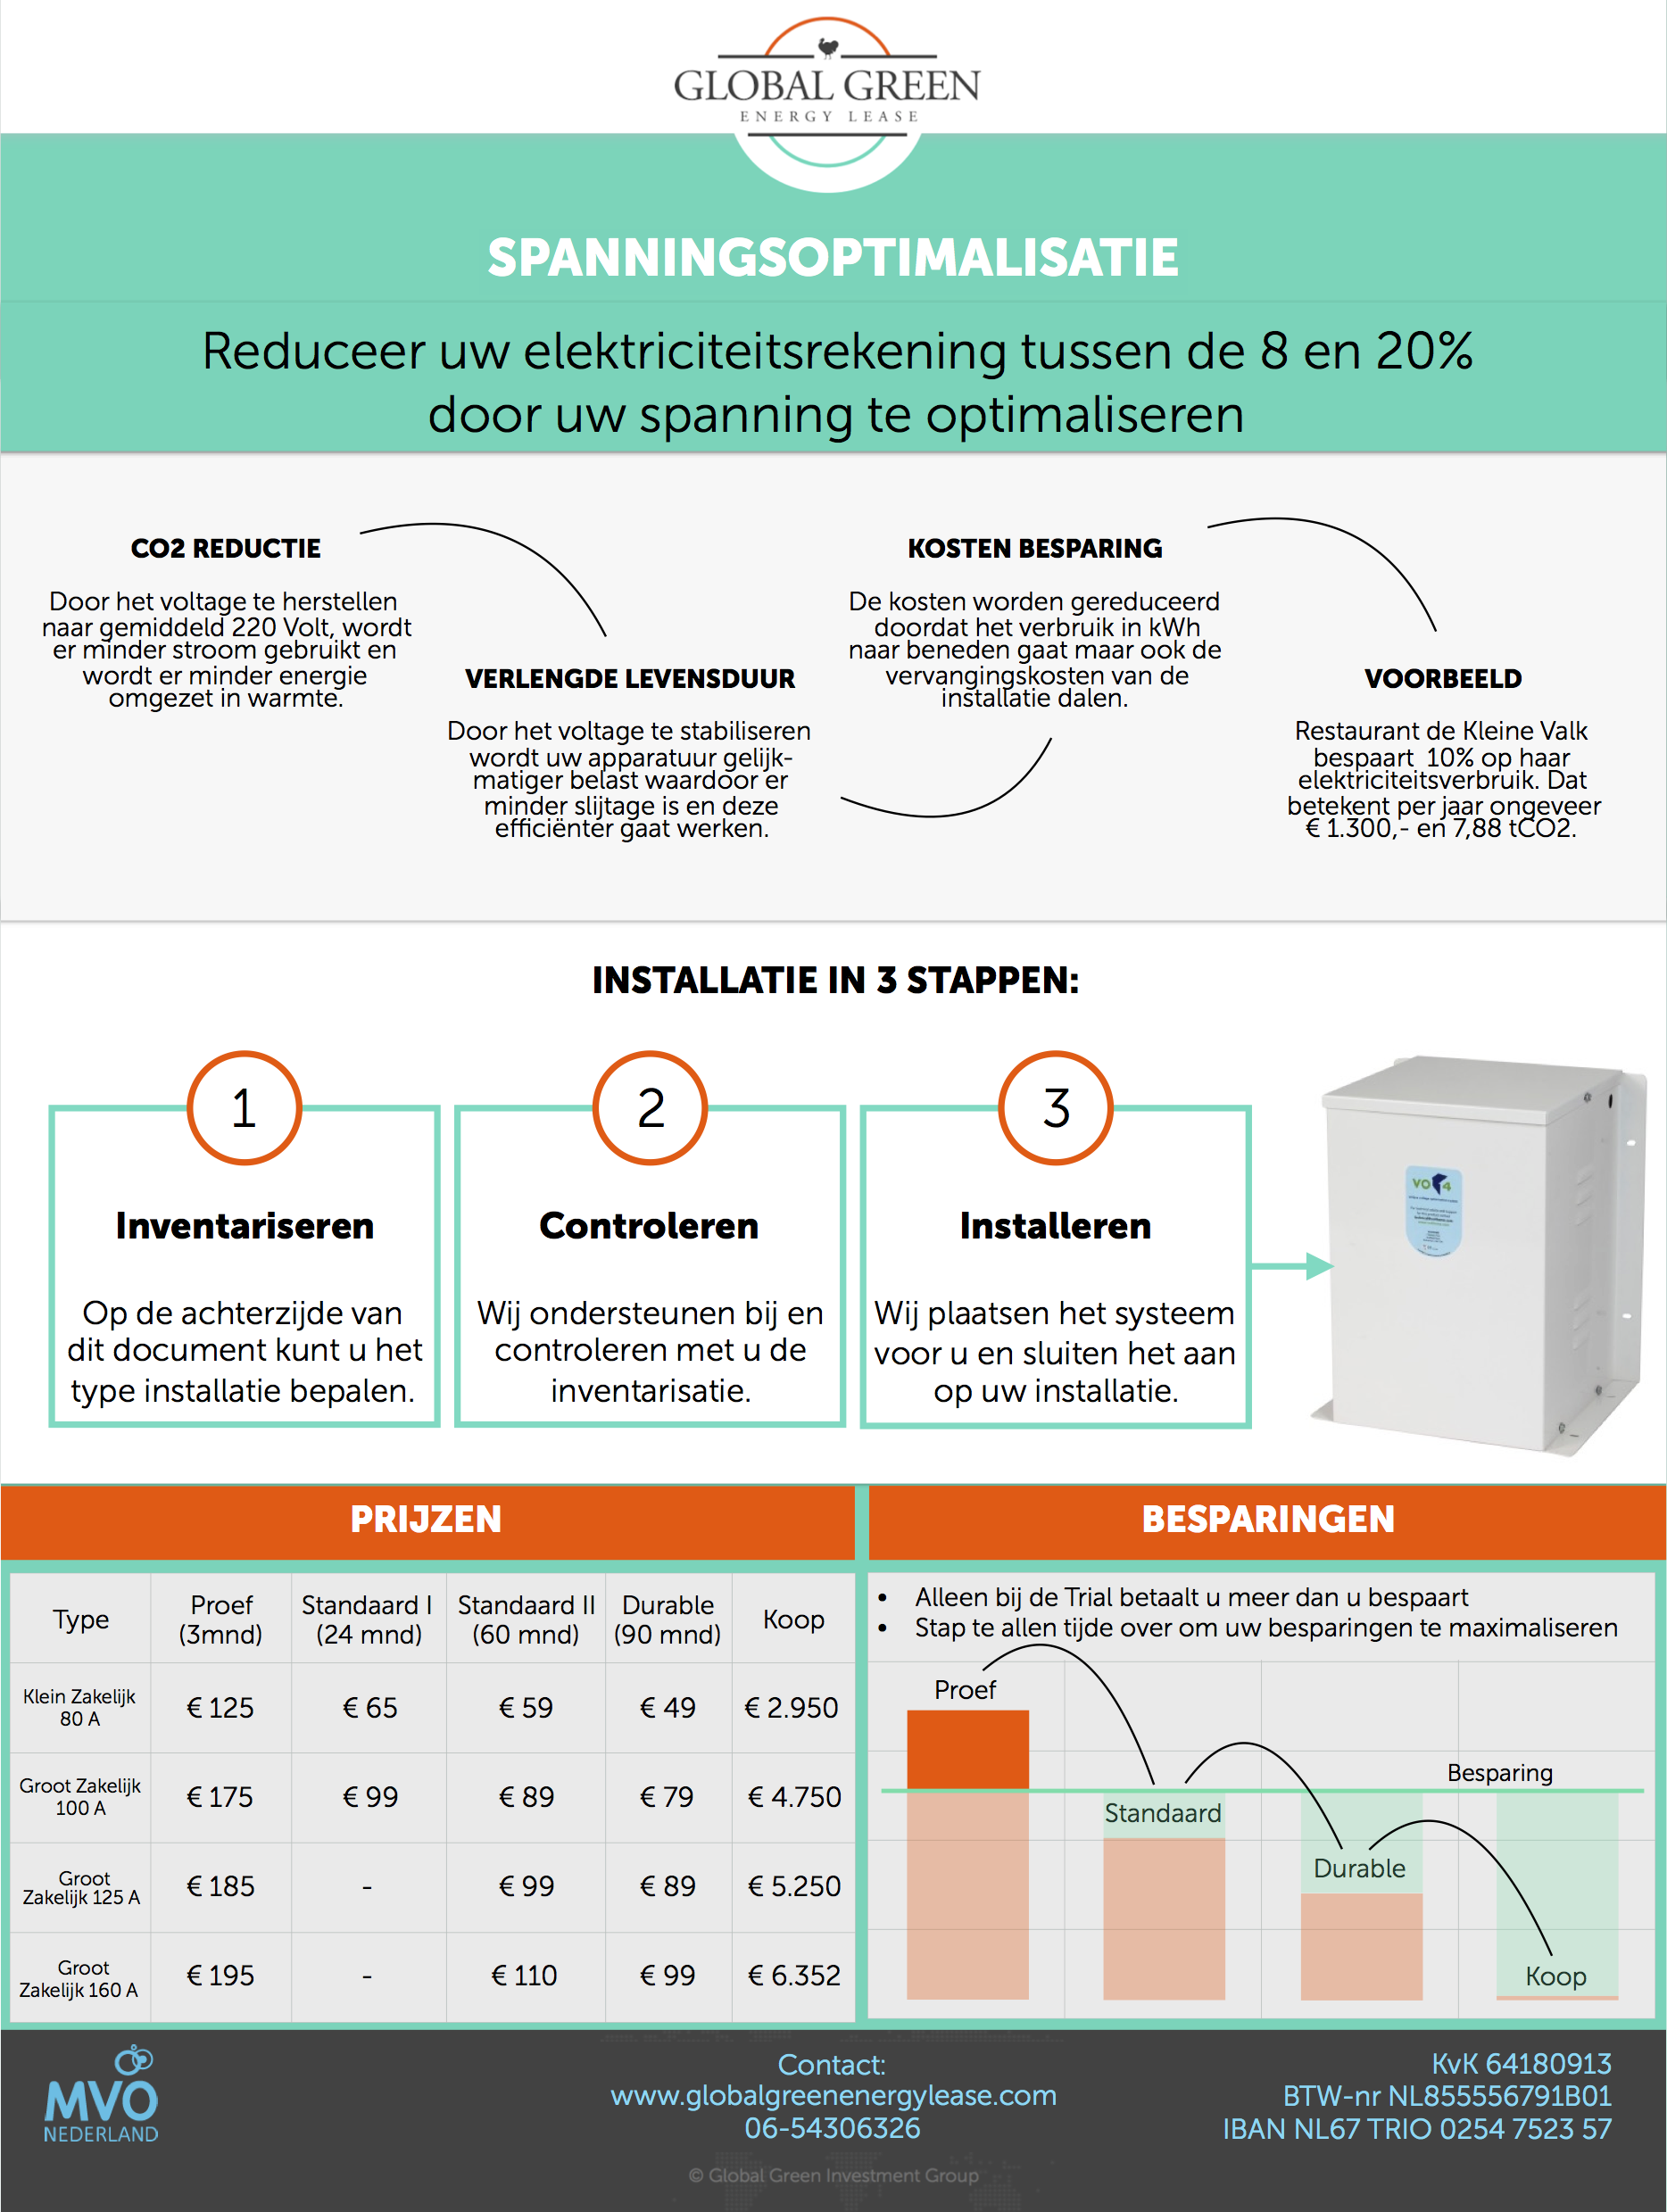 GLOBAL GREEN
ENERGY LEASE
SPANNINGSOPTIMALISATIE
Reduceer uw elektriciteitsrekening tussen de 8 en 20%
door uw spanning te optimaliseren
CO2 REDUCTIE
Door het voltage te herstellen
naar gemiddeld 220 Volt, wordt
er minder stroom gebruikt en
wordt er minder energie
omgezet in warmte.
VERLENGDE LEVENSDUUR
Door het voltage te stabiliseren
wordt uw apparatuur gelijk-
matiger belast waardoor er
minder slijtage is en deze
efficiënter gaat werken.
KOSTEN BESPARING
De kosten worden gereduceerd
doordat het verbruik in kWh
naar beneden gaat maar ook de
vervangingskosten van de
installatie dalen.
VOORBEELD
Restaurant de Kleine Valk
bespaart 10% op haar
elektriciteitsverbruik. Dat
betekent per jaar ongeveer
€ 1.300,- en 7,88 tCO2.
INSTALLATIE IN 3 STAPPEN:
1
Inventariseren
Op de achterzijde van
dit document kunt u het
type installatie bepalen.
2
Controleren
Wij ondersteunen bij en
controleren met u de
inventarisatie.
3
Installeren
Wij plaatsen het systeem
voor u en sluiten het aan
op uw installatie.
VO 4
PRIJZEN
Type Proef (3mnd) Standaard I (24 mnd) Standaard II (60 mnd) Durable (90 mnd) Koop
Klein Zakelijk 80 A € 125 € 65 € 59 € 49 € 2.950
Groot Zakelijk 100 A € 175 € 99 € 89 € 79 € 4.750
Groot Zakelijk 125 A € 185 - € 99 € 89 € 5.250
Groot Zakelijk 160 A € 195 - € 110 € 99 € 6.352
BESPARINGEN
• Alleen bij de Trial betaalt u meer dan u bespaart
• Stap te allen tijde over om uw besparingen te maximaliseren
Proef
Besparing
Standaard
Durable
Koop
MVO
NEDERLAND
Contact:
www.globalgreenenergylease.com
06-54306326
© Global Green Investment Group
KvK 64180913
BTW-nr NL855556791B01
IBAN NL67 TRIO 0254 7523 57